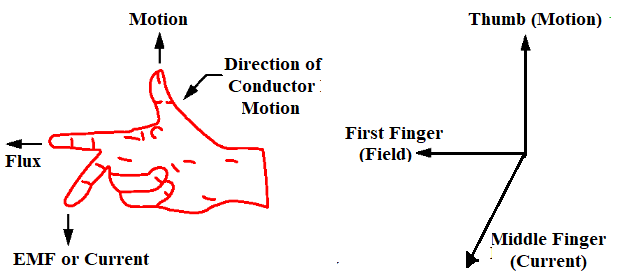 Motion
Direction of
Conductor
Motion
Flux
EMF or Current
Thumb (Motion)
First Finger
(Field)
Middle Finger
(Current)